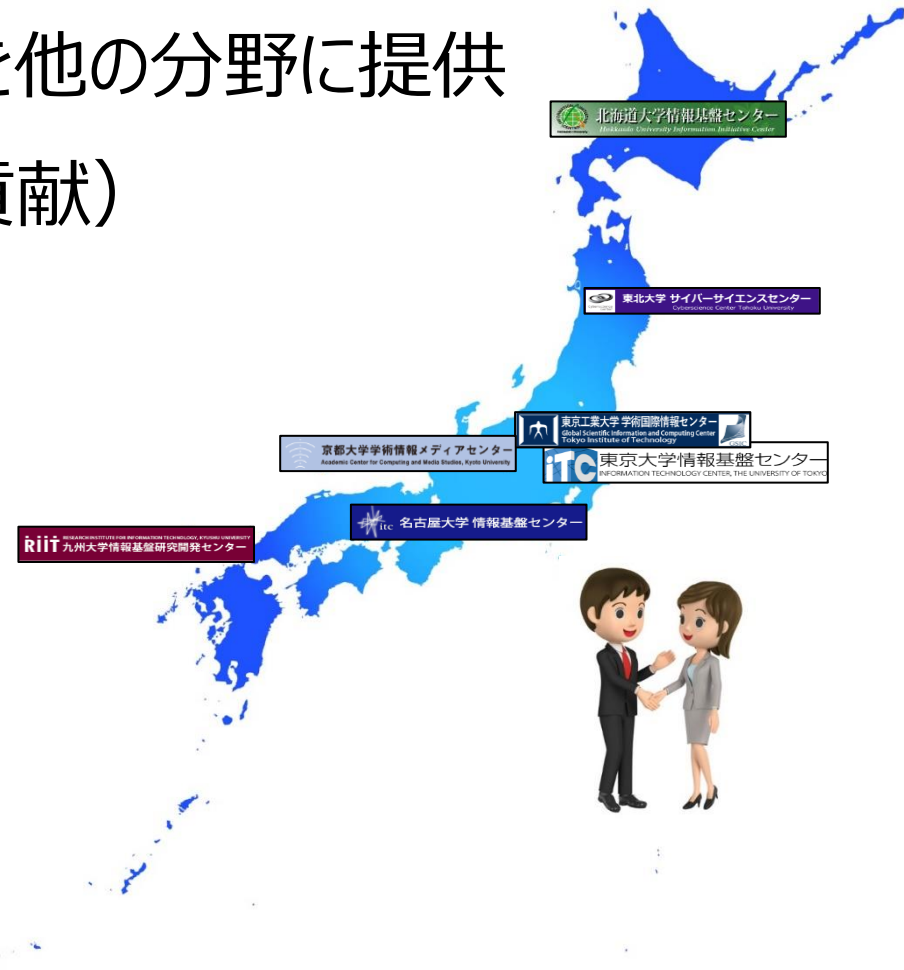 を他の分野に提供
貢献）
北海道大学情報基盤センター
Hokkaido University Information Initiative Center
東北大学 サイバーサイエンスセンター
Cyberscience Center Tohoku University
東京工業大学 学術国際情報センター
Global Scientific Information and Computing Center
Tokyo Institute of Technology
GSIC
京都大学学術情報メディアセンター
Academic Center for Computing and Media Studies, Kyoto University
iTC 東京大学情報基盤センター
INFORMATION TECHNOLOGY CENTER, THE UNIVERSITY OF TOKYO
itc 名古屋大学 情報基盤センター
RIIT RESEARCH INSTITUTE FOR INFORMATION TECHNOLOGY, KYUSHU UNIVERSITY
九州大学情報基盤研究開発センター